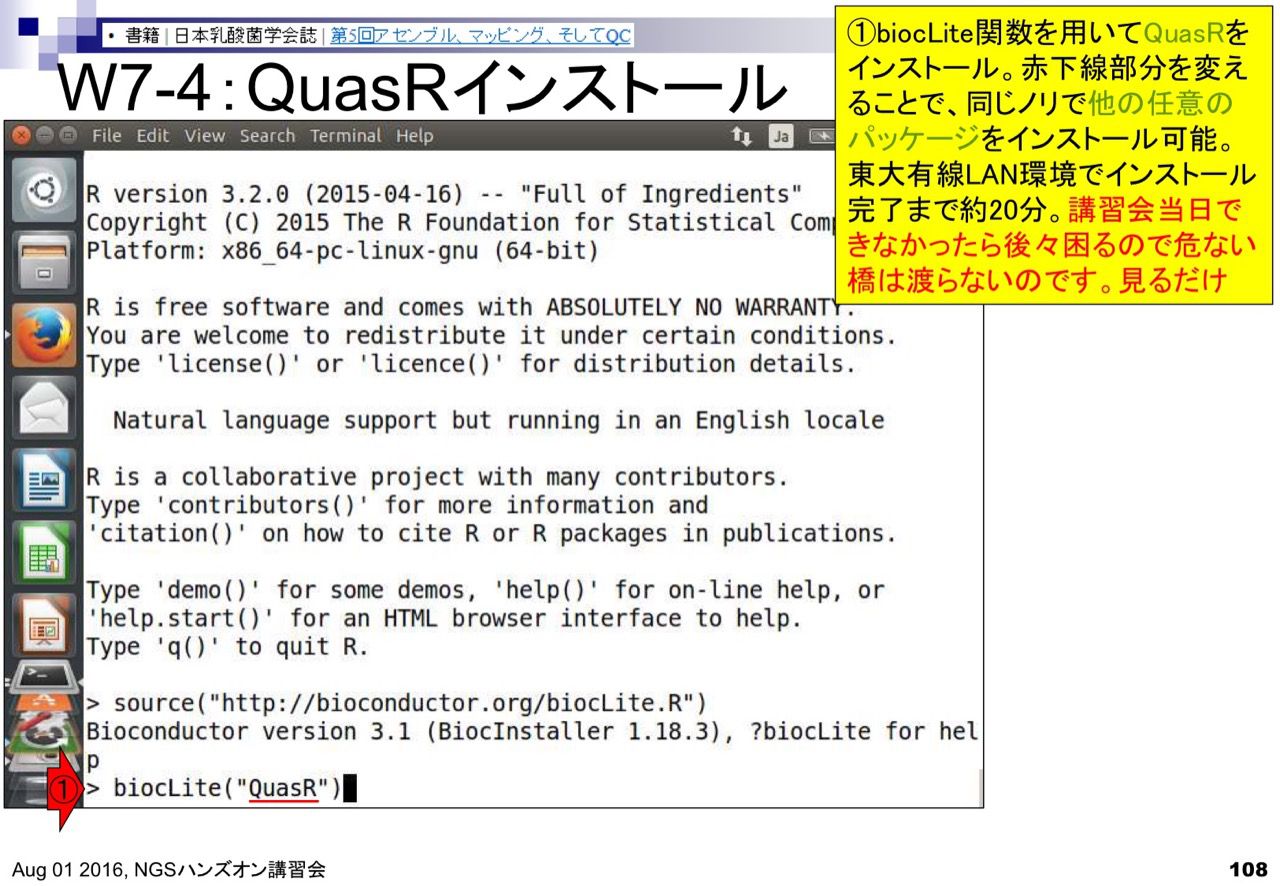 • 書籍 | 日本乳酸菌学会誌 | 第5回アセンブル、マッピング、そしてQC
W7-4：QuasRインストール
①biocLite関数を用いてQuasRを
インストール。赤下線部分を変え
ることで、同じノリで他の任意の
パッケージをインストール可能。
東大有線LAN環境でインストール
完了まで約20分。講習会当日で
きなかったら後々困るので危ない
橋は渡らないのです。見るだけ
File Edit View Search Terminal Help
Ja
R version 3.2.0 (2015-04-16) -- "Full of Ingredients"
Copyright (C) 2015 The R Foundation for Statistical Comp
Platform: x86_64-pc-linux-gnu (64-bit)
R is free software and comes with ABSOLUTELY NO WARRANTY.
You are welcome to redistribute it under certain conditions.
Type 'license()' or 'licence()' for distribution details.
Natural language support but running in an English locale
R is a collaborative project with many contributors.
Type 'contributors()' for more information and
'citation()' on how to cite R or R packages in publications.
Type 'demo()' for some demos, 'help()' for on-line help, or
'help.start()' for an HTML browser interface to help.
Type 'q()' to quit R.
> source("http://bioconductor.org/biocLite.R")
Bioconductor version 3.1 (BiocInstaller 1.18.3), ?biocLite for hel
p
① > biocLite("QuasR")
Aug 01 2016, NGSハンズオン講習会
108